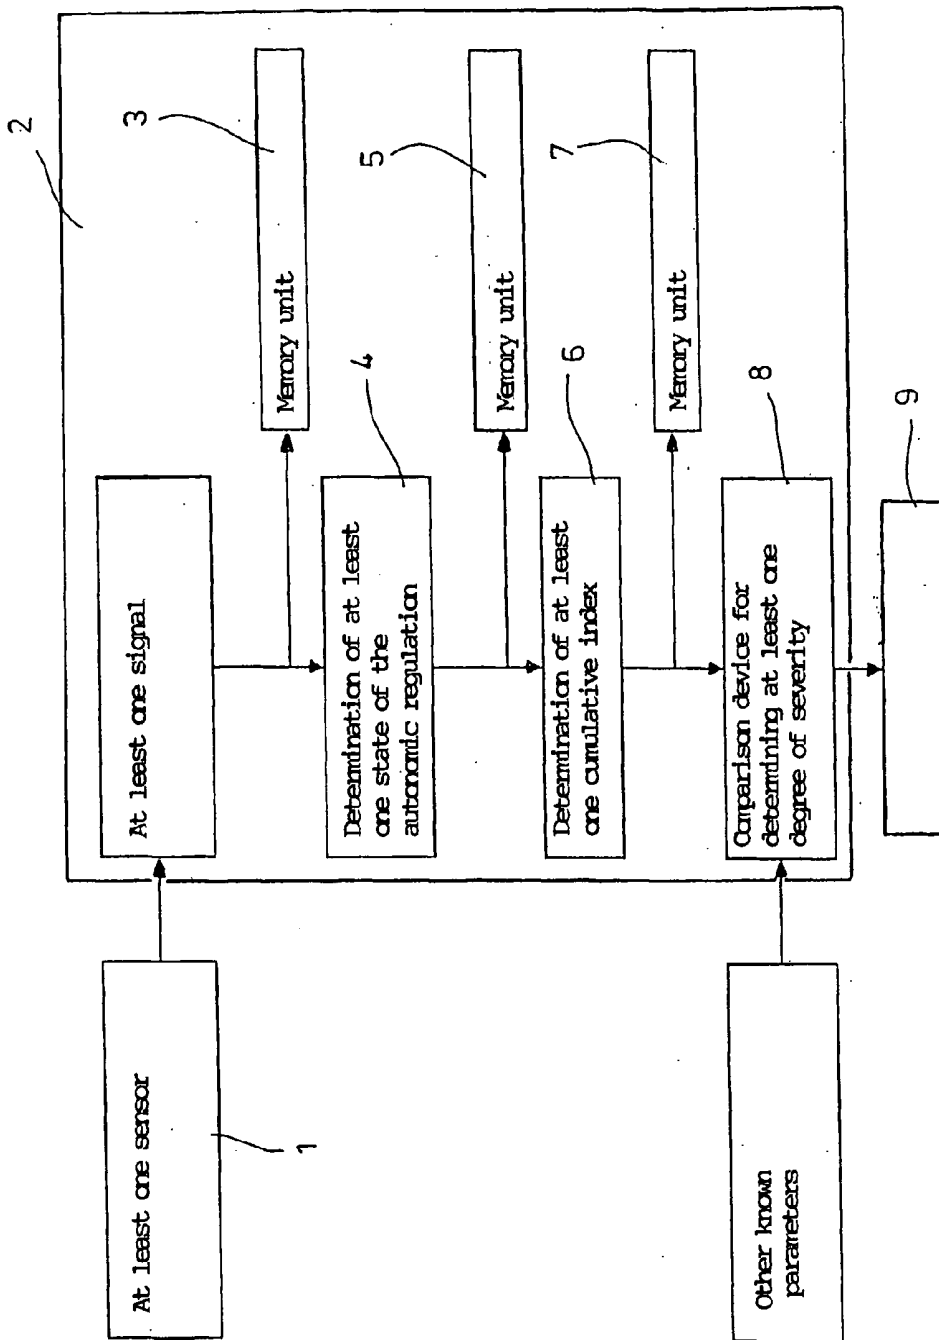 2
At least one sensor
1
At least one signal
Memory unit
3
Determination of at least
one state of the
autonomic regulation
4
Memory unit
5
Determination of at least
one cumulative index
6
Memory unit
7
Other known
parameters
Comparison device for
determining at least one
degree of severity
8
9